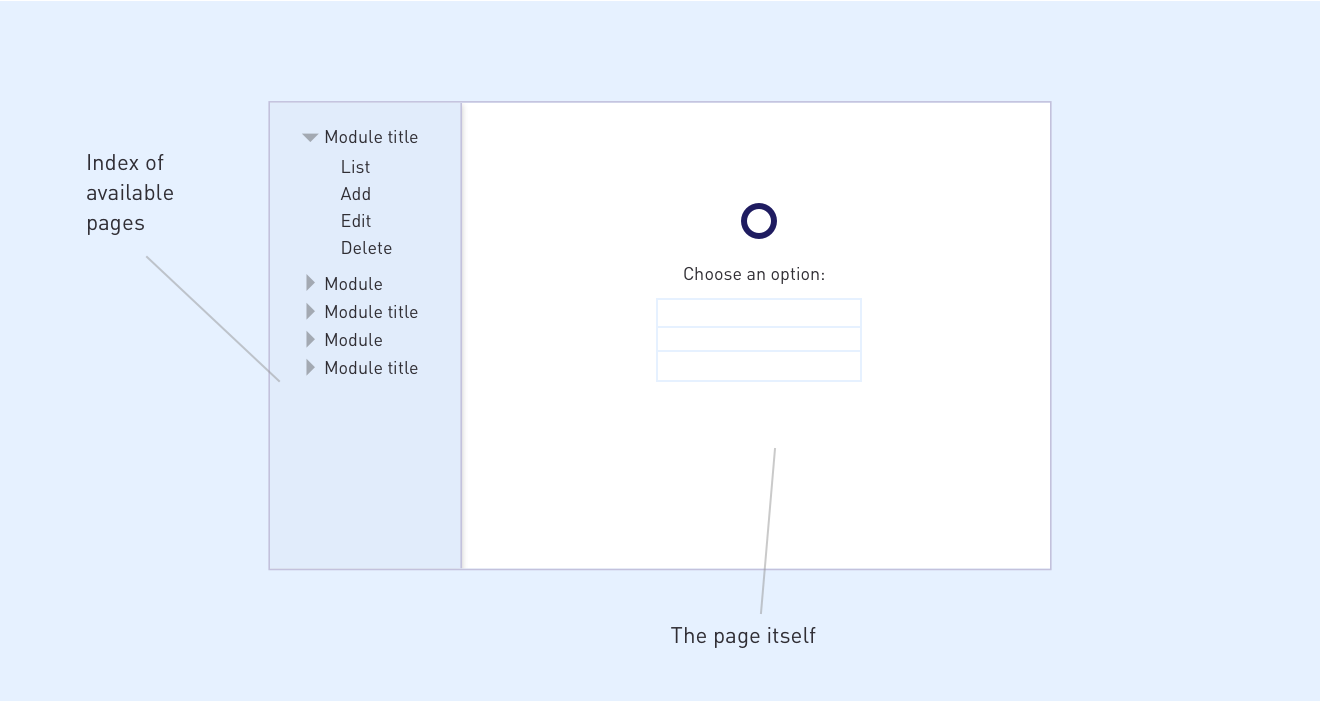 Index of
available
pages
Module title
List
Add
Edit
Delete
Module
Module title
Module
Module title
Choose an option:
The page itself